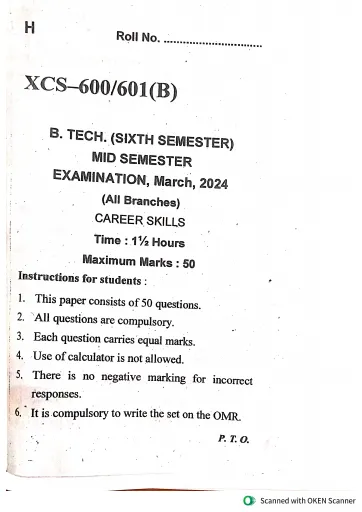 H
Roll No. ..............................
XCS–600/601(B)
B. TECH. (SIXTH SEMESTER)
MID SEMESTER
EXAMINATION, March, 2024
(All Branches)
CAREER SKILLS
Time : 1½ Hours
Maximum Marks : 50
Instructions for students :
1. This paper consists of 50 questions.
2. All questions are compulsory.
3. Each question carries equal marks.
4. Use of calculator is not allowed.
5. There is no negative marking for incorrect
responses.
6. It is compulsory to write the set on the OMR.
P. T. O.
Scanned with OKEN Scanner